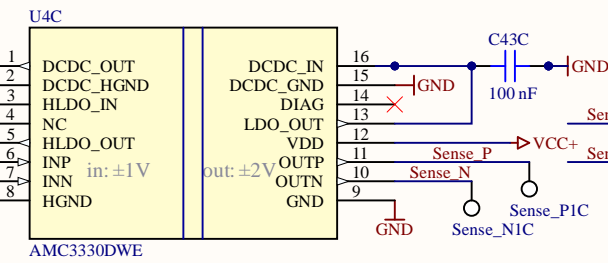 U4C
1 DCDC_OUT DCDC_IN 16
2 DCDC_HGND DCDC_GND 15 GND
3 HLDO_IN DIAG 14
4 NC LDO_OUT 13
5 HLDO_OUT VDD 12 VCC+
6 INP OUTP 11 Sense_P
7 INN OUTN 10 Sense_N
8 HGND GND 9
in: ±1V out: ±2V
C43C
100 nF
GND
Sen
Sen
GND
Sense_P1C
Sense_N1C
AMC3330DWE